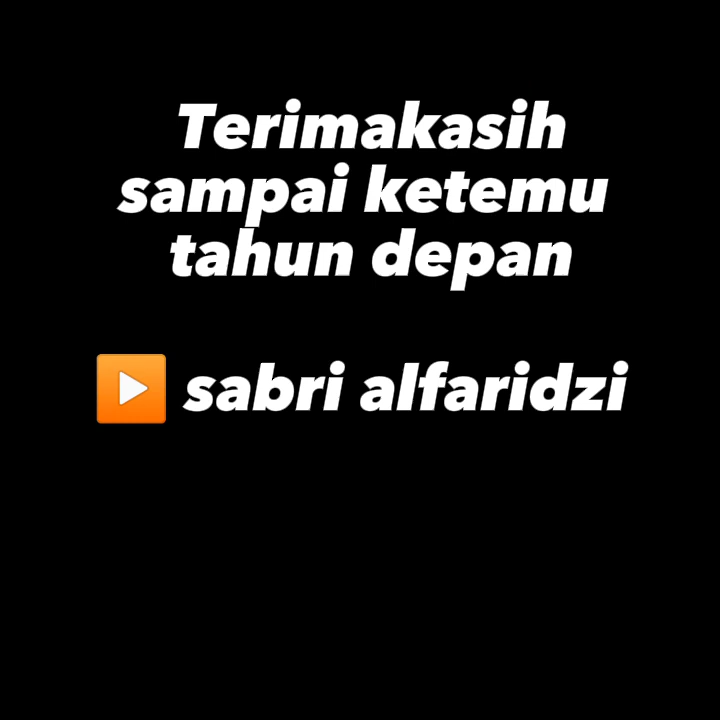 Terimakasih
sampai ketemu
tahun depan
▶️ sabri alfaridzi